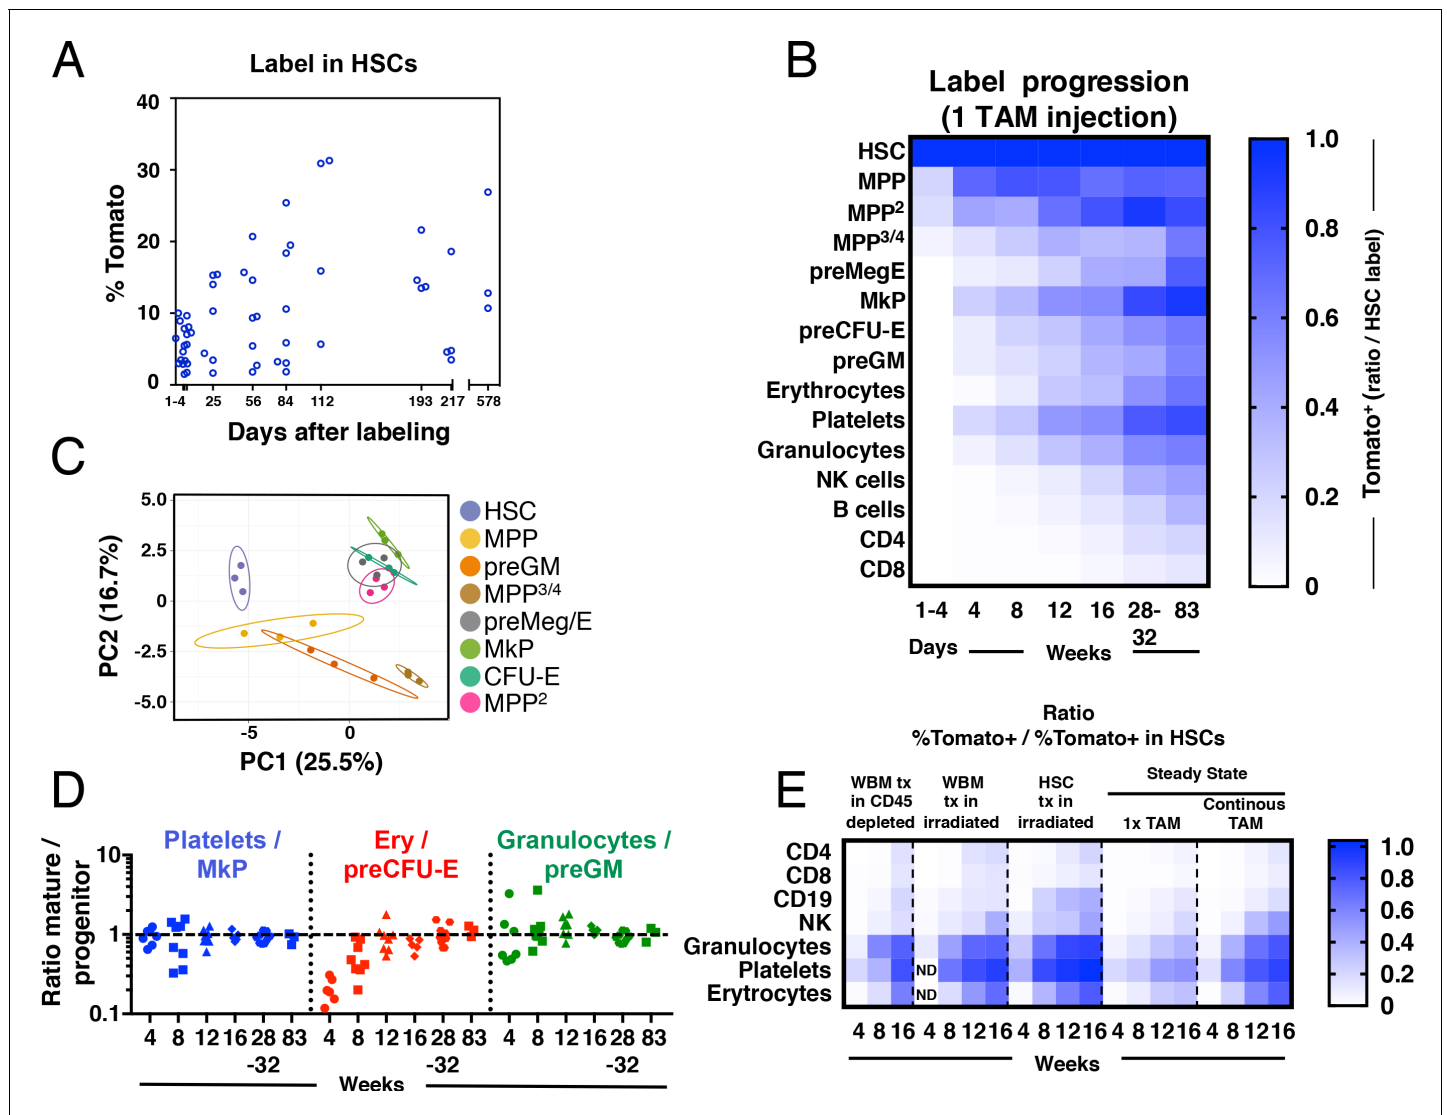 A
Label in HSCs
% Tomato
40
30
20
10
0
1-4 25 56 84 112 193 217 578
Days after labeling
B
Label progression
(1 TAM injection)
HSC
MPP
MPP2
MPP3/4
preMegE
MkP
preCFU-E
preGM
Erythrocytes
Platelets
Granulocytes
NK cells
B cells
CD4
CD8
1-4 4 8 12 16 28-32 83
Days Weeks
1.0
0.8
0.6
0.4
0.2
0
Tomato+ (ratio / HSC label)
C
PC2 (16.7%)
5.0
2.5
0
-2.5
-5.0
-5 0
PC1 (25.5%)
HSC
MPP
preGM
MPP3/4
preMeg/E
MkP
CFU-E
MPP2
D
Ratio mature /
progenitor
10
1
0.1
Platelets /
MkP
Ery /
preCFU-E
Granulocytes /
preGM
4 8 12 16 28 83 4 8 12 16 28 83 4 8 12 16 28 83
-32 -32 -32
Weeks
E
Ratio
%Tomato+ / %Tomato+ in HSCs
WBM tx
in CD45
depleted
WBM
tx in
irradiated
HSC
tx in
irradiated
Steady State
1x TAM
Continous
TAM
CD4
CD8
CD19
NK
Granulocytes
Platelets
Erytrocytes
ND
ND
4 8 16 4 8 12 16 4 8 12 16 4 8 12 16 4 8 12 16
Weeks
1.0
0.8
0.6
0.4
0.2
0